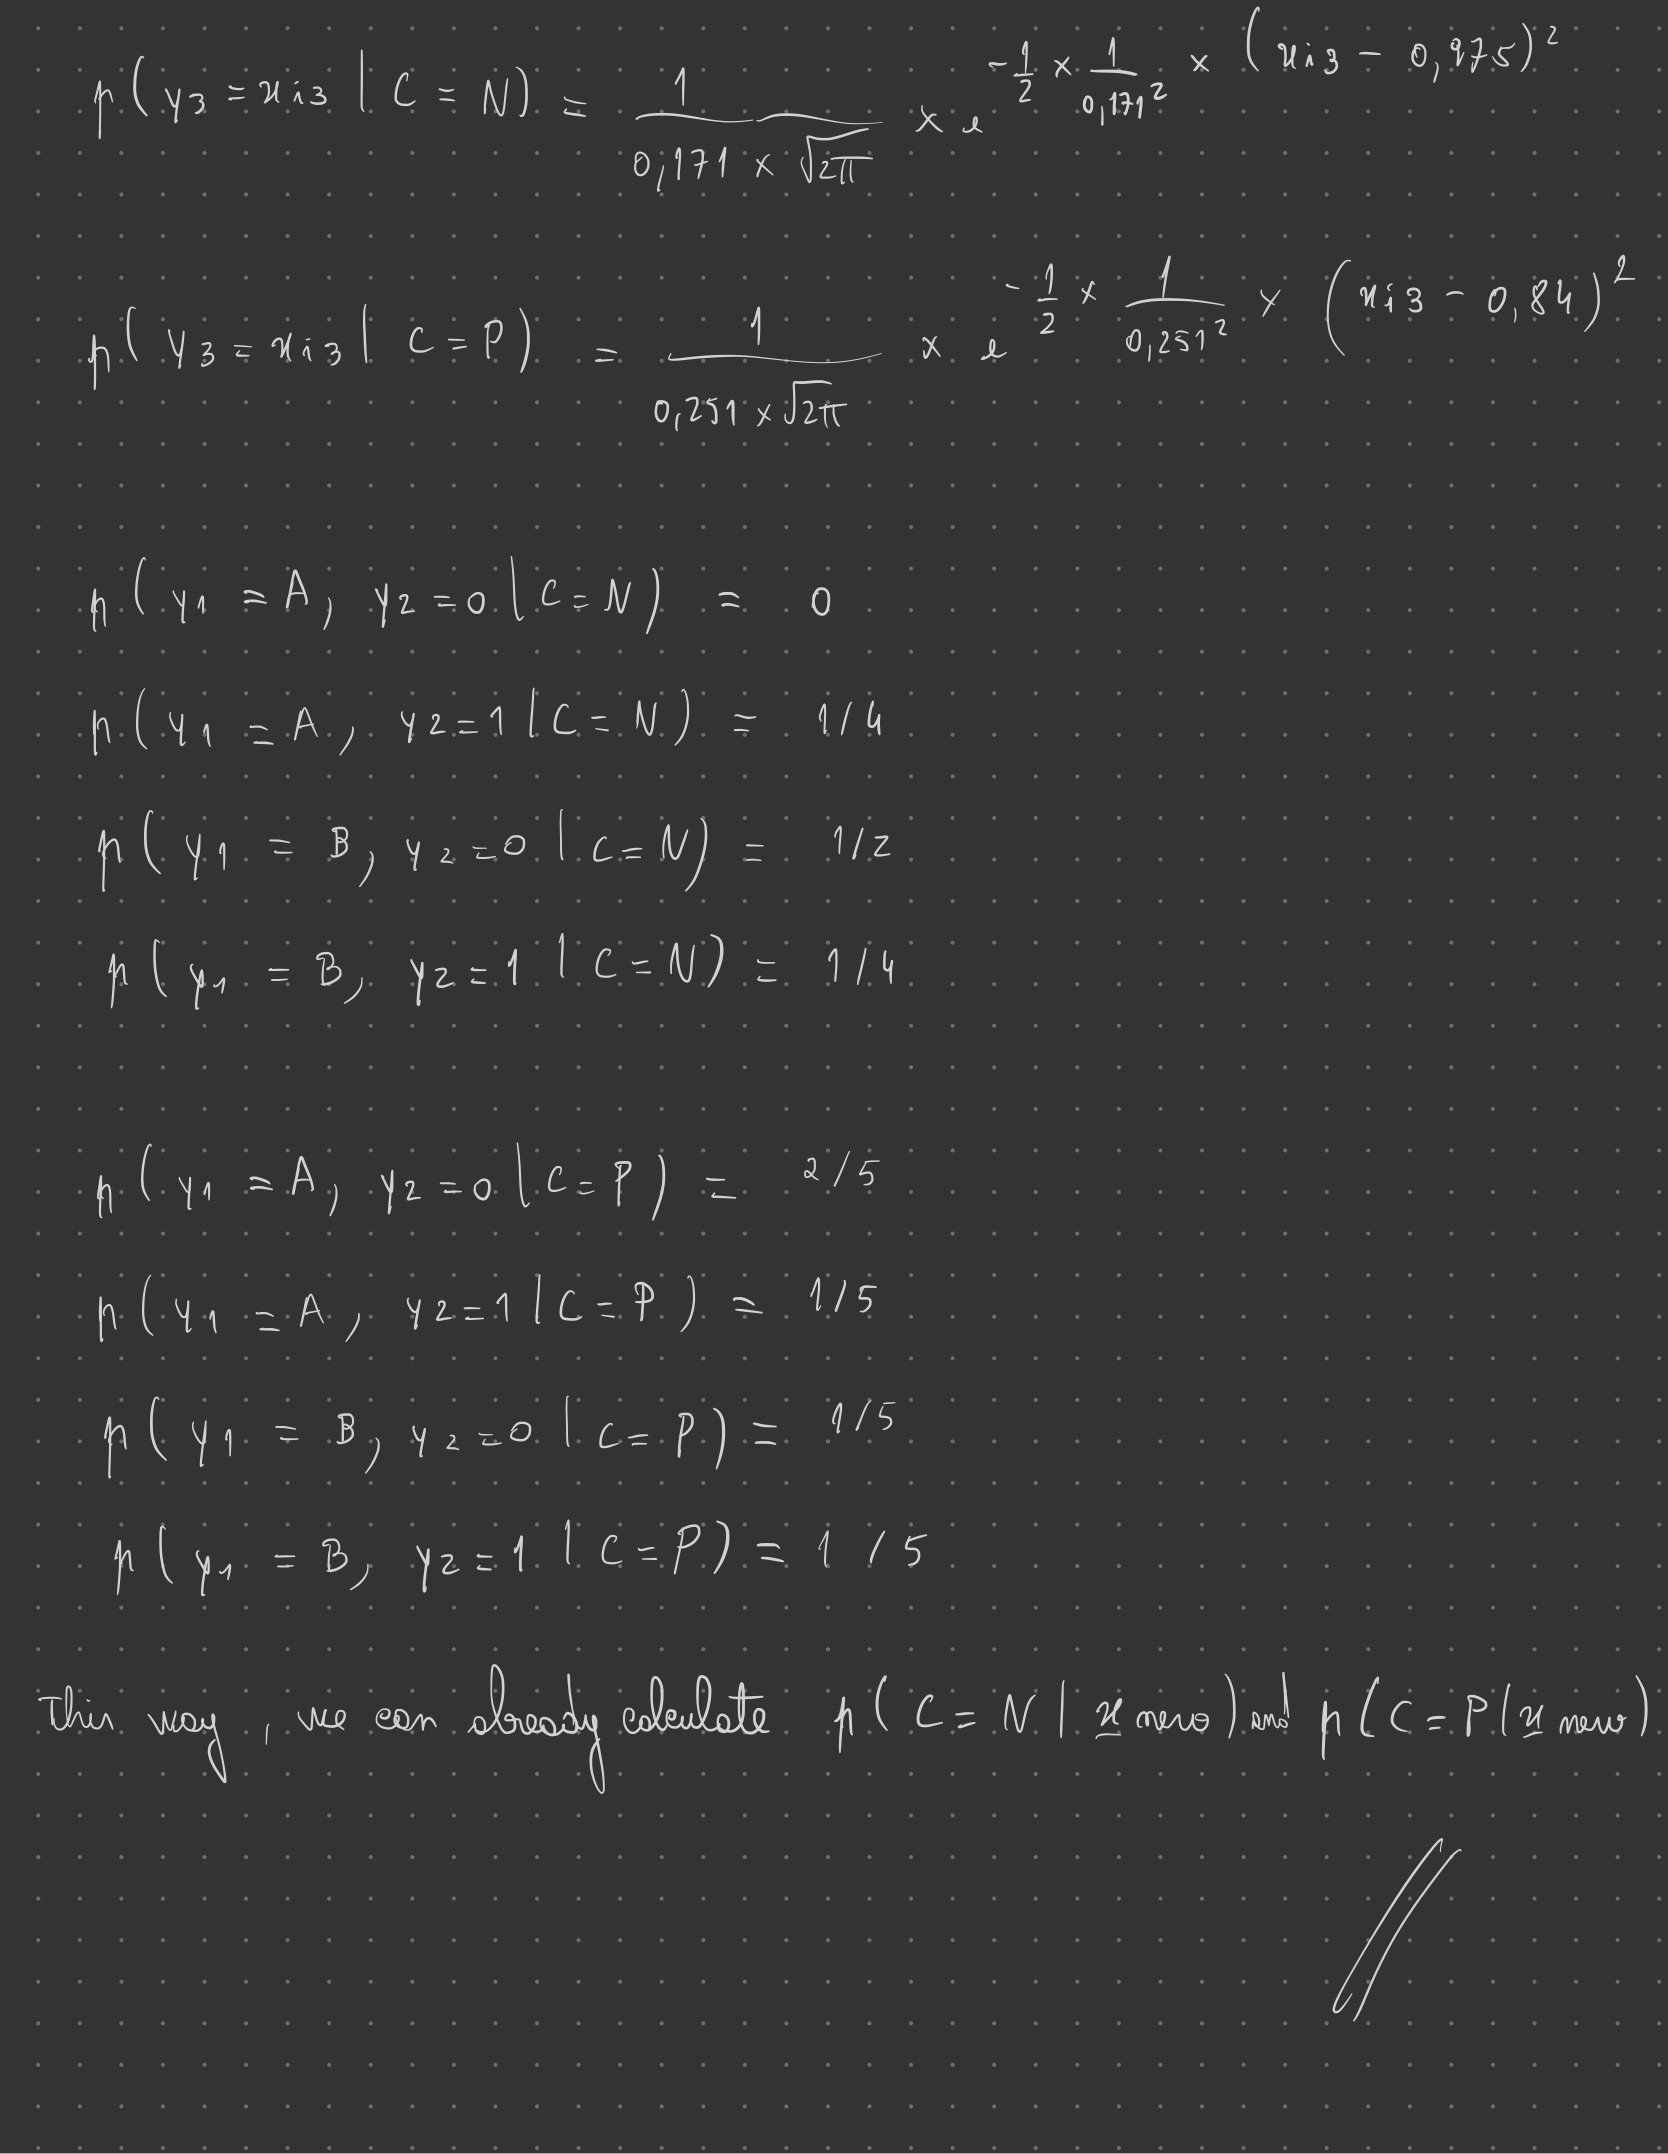 p(y3 = xi3 | C = N) = 1 / (0,171 × √2π) × e^(-1/2 × 1/0,171² × (xi3 - 0,975)²)
p(y3 = xi3 | C = P) = 1 / (0,251 × √2π) × e^(-1/2 × 1/0,251² × (xi3 - 0,84)²)
p(y1 = A, y2 = 0 | C = N) = 0
p(y1 = A, y2 = 1 | C = N) = 1/4
p(y1 = B, y2 = 0 | C = N) = 1/2
p(y1 = B, y2 = 1 | C = N) = 1/4
p(y1 = A, y2 = 0 | C = P) = 2/5
p(y1 = A, y2 = 1 | C = P) = 1/5
p(y1 = B, y2 = 0 | C = P) = 1/5
p(y1 = B, y2 = 1 | C = P) = 1/5
This way, we can already calculate p(C = N | x new) and p(C = P | x new)